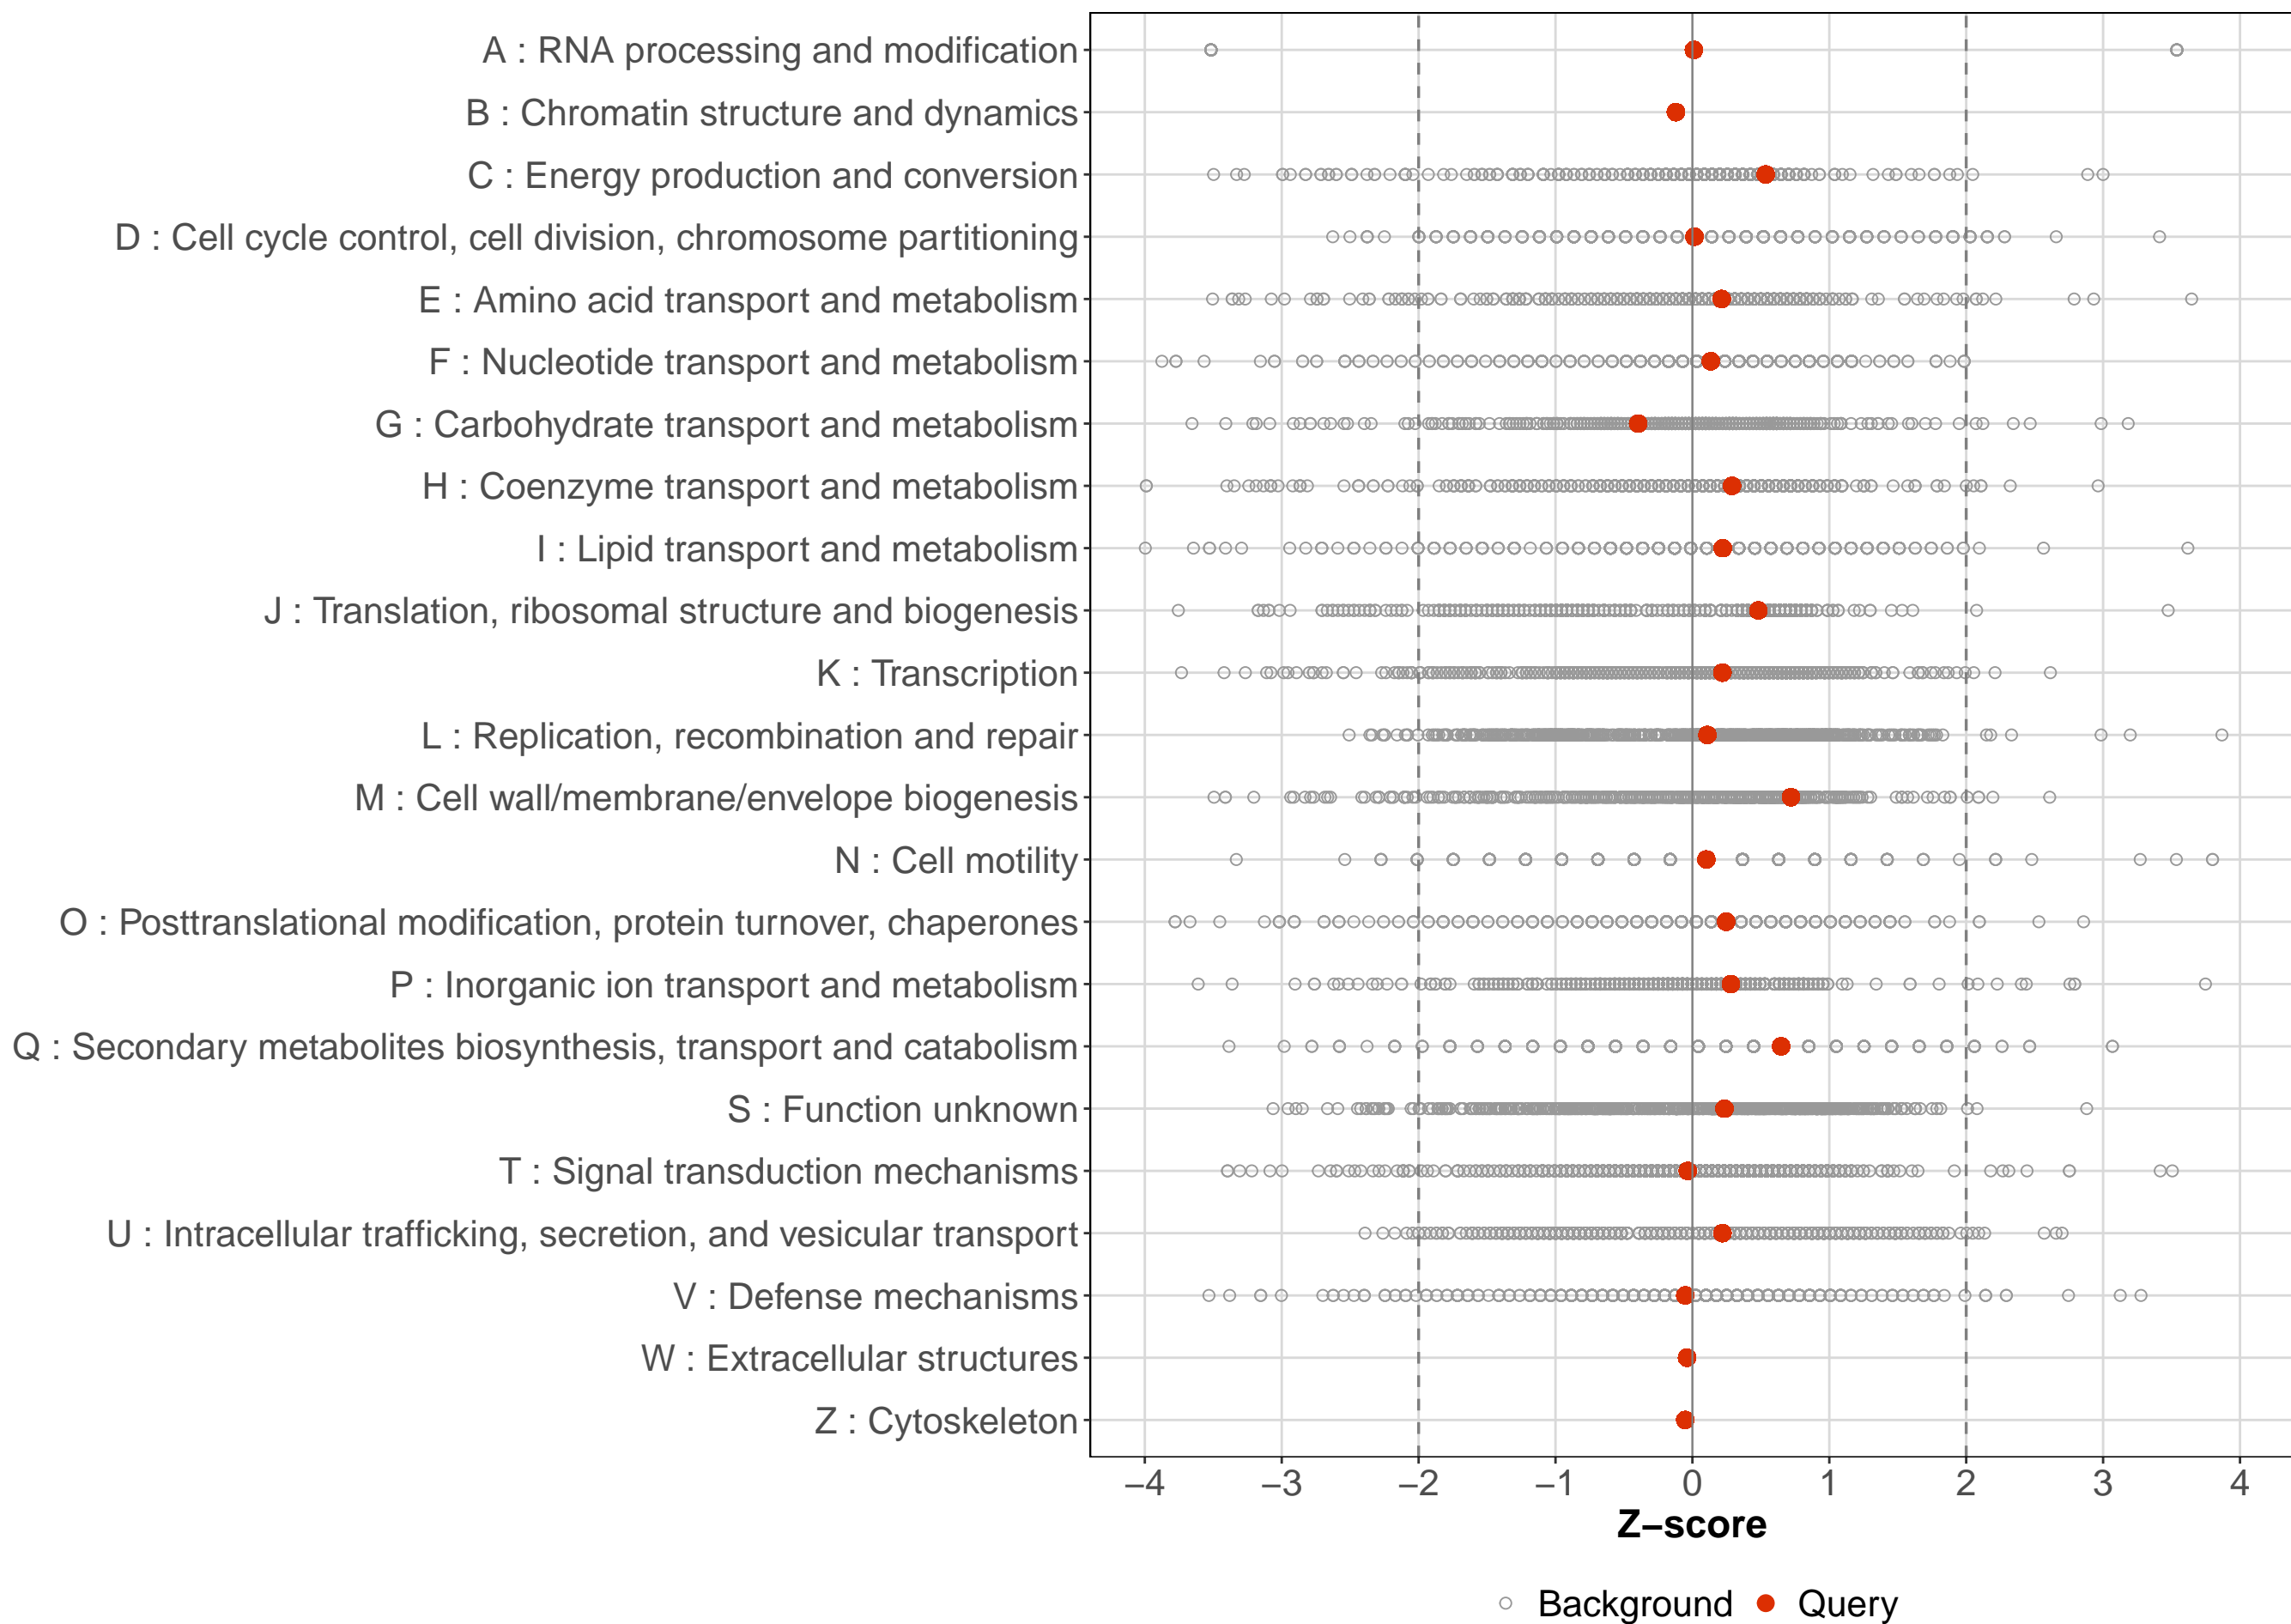 A : RNA processing and modification
B : Chromatin structure and dynamics
C : Energy production and conversion
D : Cell cycle control, cell division, chromosome partitioning
E : Amino acid transport and metabolism
F : Nucleotide transport and metabolism
G : Carbohydrate transport and metabolism
H : Coenzyme transport and metabolism
I : Lipid transport and metabolism
J : Translation, ribosomal structure and biogenesis
K : Transcription
L : Replication, recombination and repair
M : Cell wall/membrane/envelope biogenesis
N : Cell motility
O : Posttranslational modification, protein turnover, chaperones
P : Inorganic ion transport and metabolism
Q : Secondary metabolites biosynthesis, transport and catabolism
S : Function unknown
T : Signal transduction mechanisms
U : Intracellular trafficking, secretion, and vesicular transport
V : Defense mechanisms
W : Extracellular structures
Z : Cytoskeleton
−4 −3 −2 −1 0 1 2 3 4
Z−score
Background Query